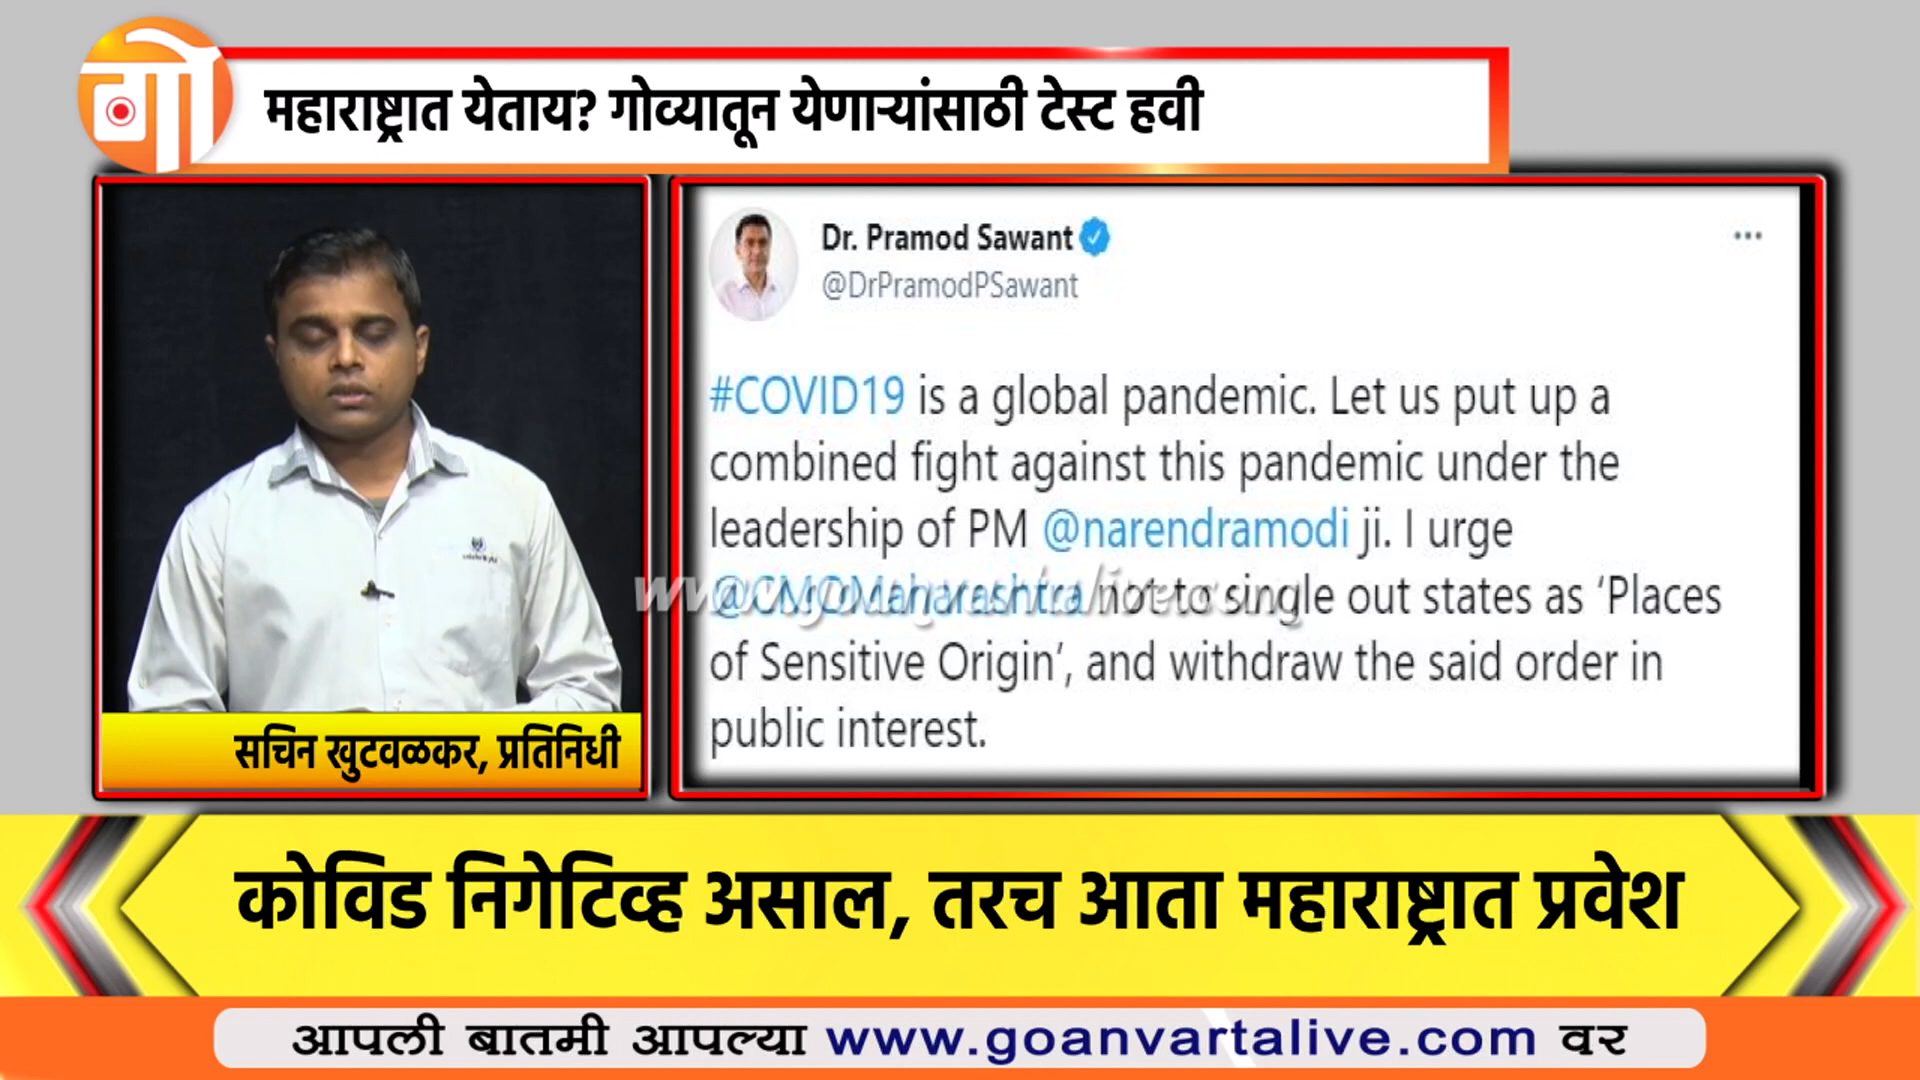 गो
महाराष्ट्रात येताय? गोव्यातून येणाऱ्यांसाठी टेस्ट हवी
Dr. Pramod Sawant
@DrPramodPSawant
#COVID19 is a global pandemic. Let us put up a
combined fight against this pandemic under the
leadership of PM @narendramodi ji. I urge
@CMOMaharashtra not to single out states as ‘Places
of Sensitive Origin’, and withdraw the said order in
public interest.
सचिन खुटवळकर, प्रतिनिधी
कोविड निगेटिव्ह असाल, तरच आता महाराष्ट्रात प्रवेश
आपली बातमी आपल्या www.goanvartalive.com वर